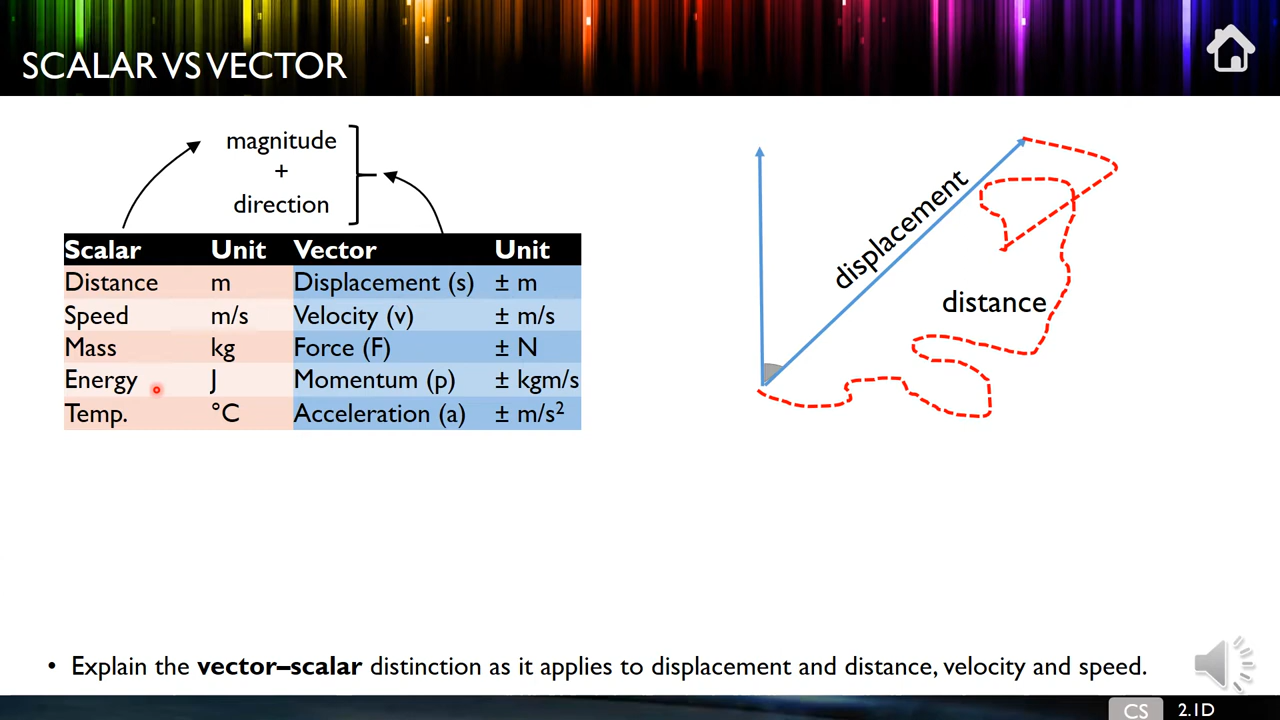 SCALAR VS VECTOR
magnitude
+
direction
Scalar Unit Vector Unit
Distance m Displacement (s) ± m
Speed m/s Velocity (v) ± m/s
Mass kg Force (F) ± N
Energy J Momentum (p) ± kgm/s
Temp. °C Acceleration (a) ± m/s²
displacement
distance
• Explain the vector–scalar distinction as it applies to displacement and distance, velocity and speed.
CS 2.1D